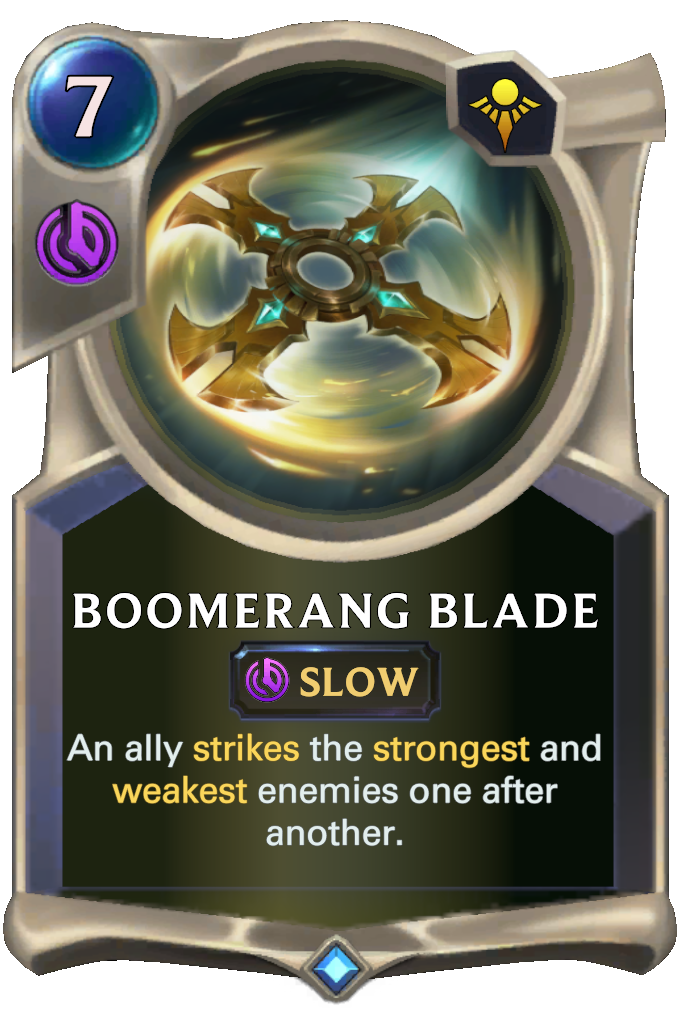 7
BOOMERANG BLADE
SLOW
An ally strikes the strongest and
weakest enemies one after
another.